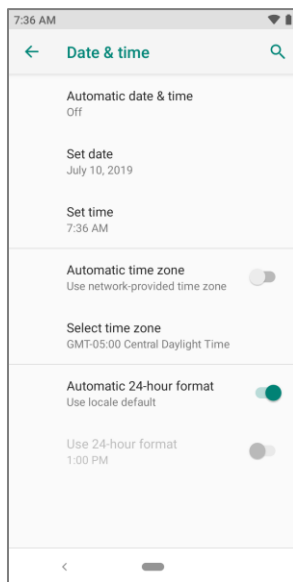 7:36 AM
Date & time
Automatic date & time
Off
Set date
July 10, 2019
Set time
7:36 AM
Automatic time zone
Use network-provided time zone
Select time zone
GMT-05:00 Central Daylight Time
Automatic 24-hour format
Use locale default
Use 24-hour format
1:00 PM